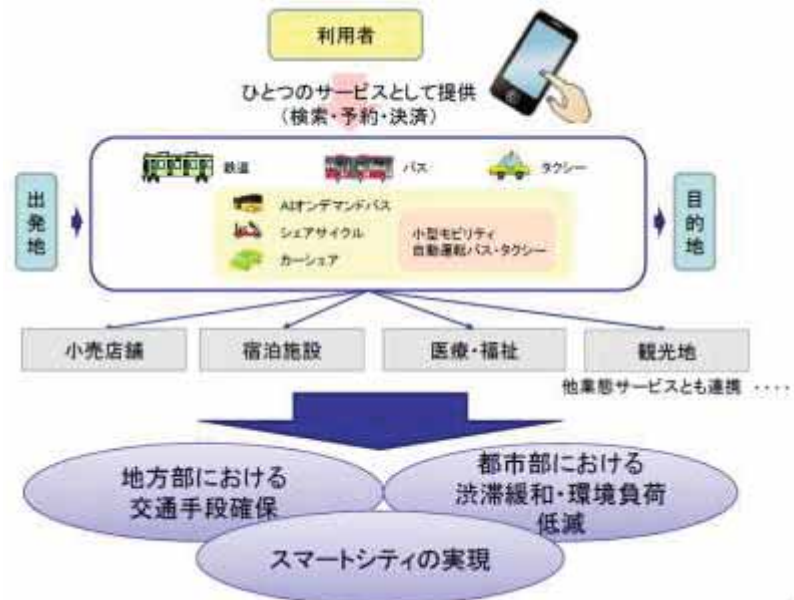 利用者
ひとつのサービスとして提供
(検索・予約・決済)
鉄道
バス
タクシー
出発地
目的地
AIオンデマンドバス
シェアサイクル
カーシェア
小型モビリティ
自動運転バス・タクシー
小売店舗
宿泊施設
医療・福祉
観光地
他業態サービスとも連携 ‥‥
地方部における
交通手段確保
都市部における
渋滞緩和・環境負荷
低減
スマートシティの実現